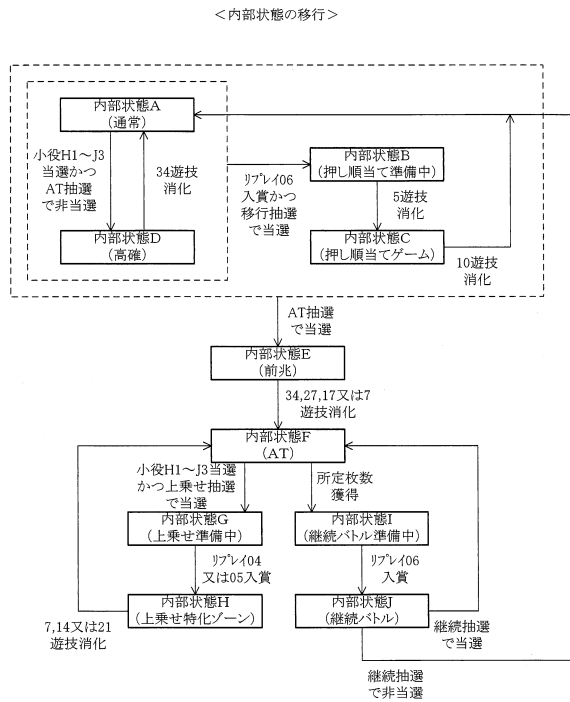 ＜内部状態の移行＞
内部状態A
（通常）
小役H1～J3
当選かつ
AT抽選
で非当選
34遊技
消化
内部状態D
（高確）
ﾘﾌﾟﾚｲ06
入賞かつ
移行抽選
で当選
内部状態B
（押し順当て準備中）
5遊技
消化
内部状態C
（押し順当てゲーム）
10遊技
消化
AT抽選
で当選
内部状態E
（前兆）
34,27,17又は7
遊技消化
内部状態F
（AT）
小役H1～J3当選
かつ上乗せ抽選
で当選
所定枚数
獲得
内部状態G
（上乗せ準備中）
内部状態I
（継続バトル準備中）
ﾘﾌﾟﾚｲ04
又は05入賞
ﾘﾌﾟﾚｲ06
入賞
内部状態H
（上乗せ特化ゾーン）
内部状態J
（継続バトル）
7,14又は21
遊技消化
継続抽選
で当選
継続抽選
で非当選